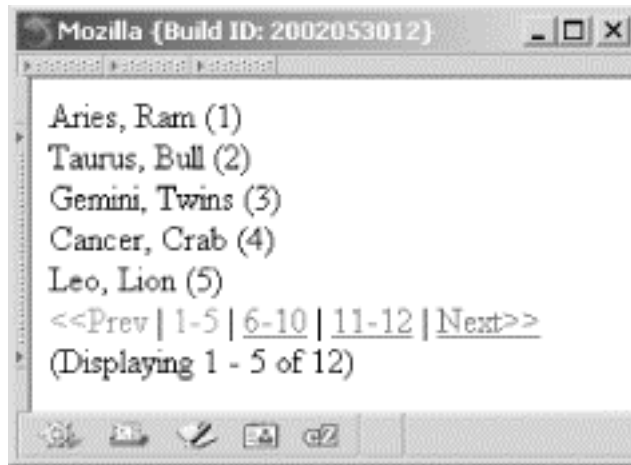 Mozilla {Build ID: 2002053012}
Aries, Ram (1)
Taurus, Bull (2)
Gemini, Twins (3)
Cancer, Crab (4)
Leo, Lion (5)
<<Prev | 1-5 | 6-10 | 11-12 | Next>>
(Displaying 1 - 5 of 12)